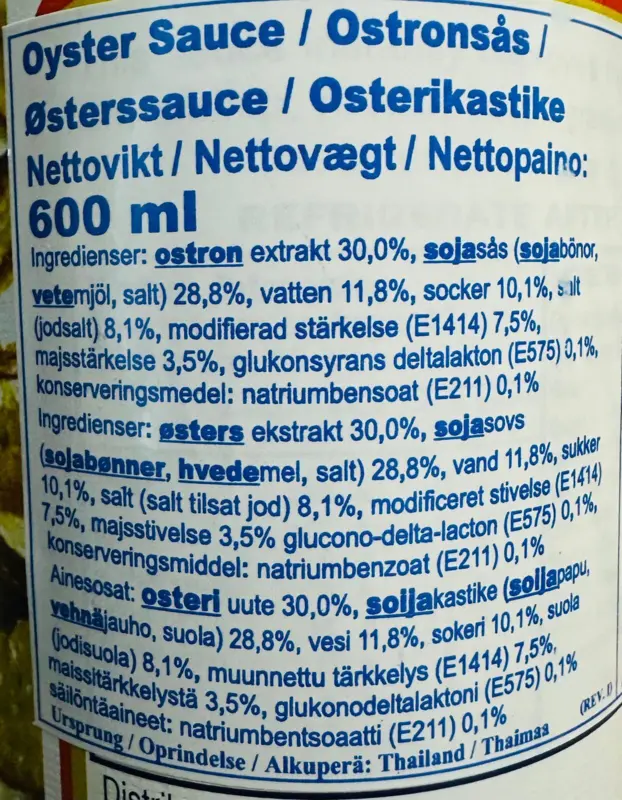 Oyster Sauce / Ostronsås /
Østerssauce / Osterikastike
Nettovikt / Nettovægt / Nettopaino:
600 ml
Ingredienser: ostron extrakt 30,0%, sojasås (sojabönor,
vetemjöl, salt) 28,8%, vatten 11,8%, socker 10,1%, salt
(jodsalt) 8,1%, modifierad stärkelse (E1414) 7,5%,
majsstärkelse 3,5%, glukonsyrans deltalakton (E575) 0,1%,
konserveringsmedel: natriumbensoat (E211) 0,1%
Ingredienser: østers ekstrakt 30,0%, sojasovs
(sojabønner, hvedemel, salt) 28,8%, vand 11,8%, sukker
10,1%, salt (salt tilsat jod) 8,1%, modificeret stivelse (E1414)
7,5%, majsstivelse 3,5% glucono-delta-lacton (E575) 0,1%,
konserveringsmiddel: natriumbenzoat (E211) 0,1%
Ainesosat: osteri uute 30,0%, soijakastike (soijapapu,
vehnäjauho, suola) 28,8%, vesi 11,8%, sokeri 10,1%, suola
(jodisuola) 8,1%, muunnettu tärkkelys (E1414) 7,5%,
maissitärkkelystä 3,5%, glukonodeltalaktoni (E575) 0,1%
säilöntäaineet: natriumbentsoaatti (E211) 0,1%
(REV.1)
Ursprung / Oprindelse / Alkuperä: Thailand / Thaimaa